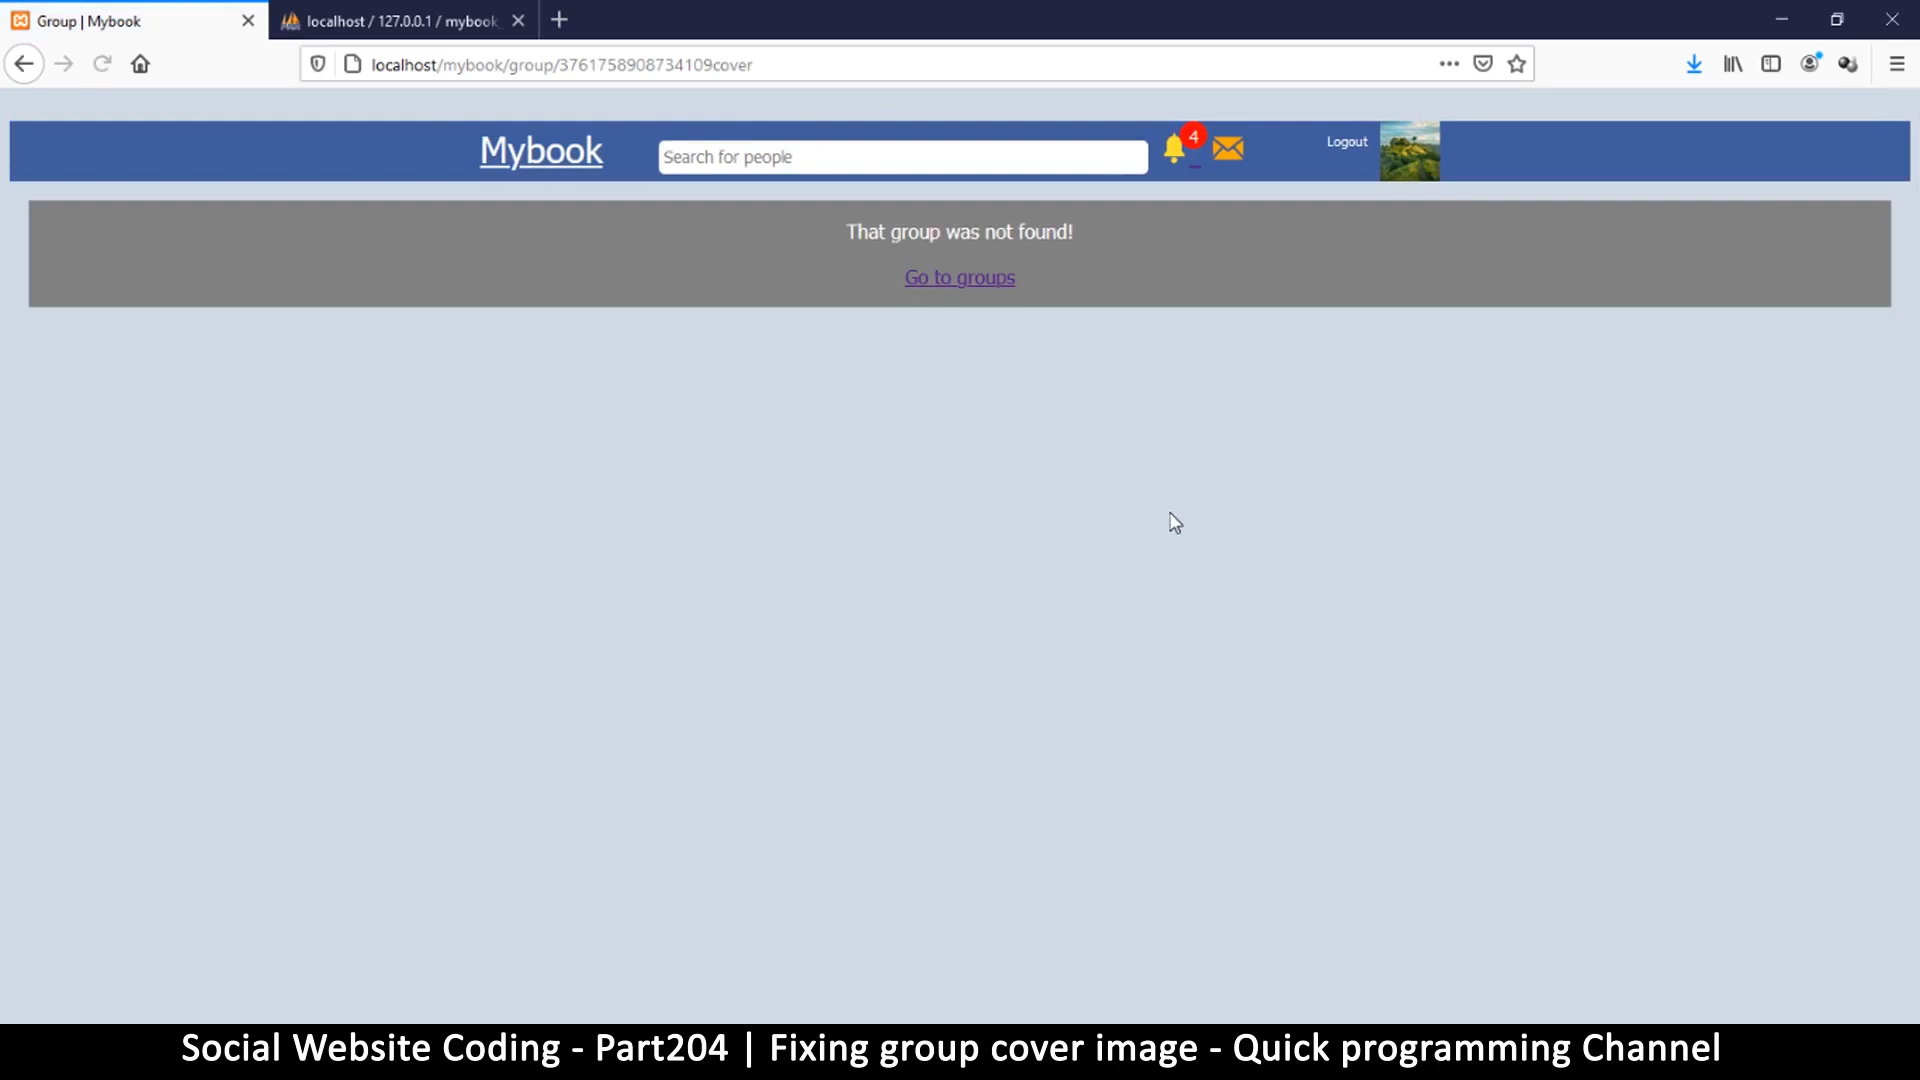 Group | Mybook
localhost / 127.0.0.1 / mybook
localhost/mybook/group/3761758908734109cover
Mybook
Search for people
4
Logout
That group was not found!
Go to groups
Social Website Coding - Part204 | Fixing group cover image - Quick programming Channel